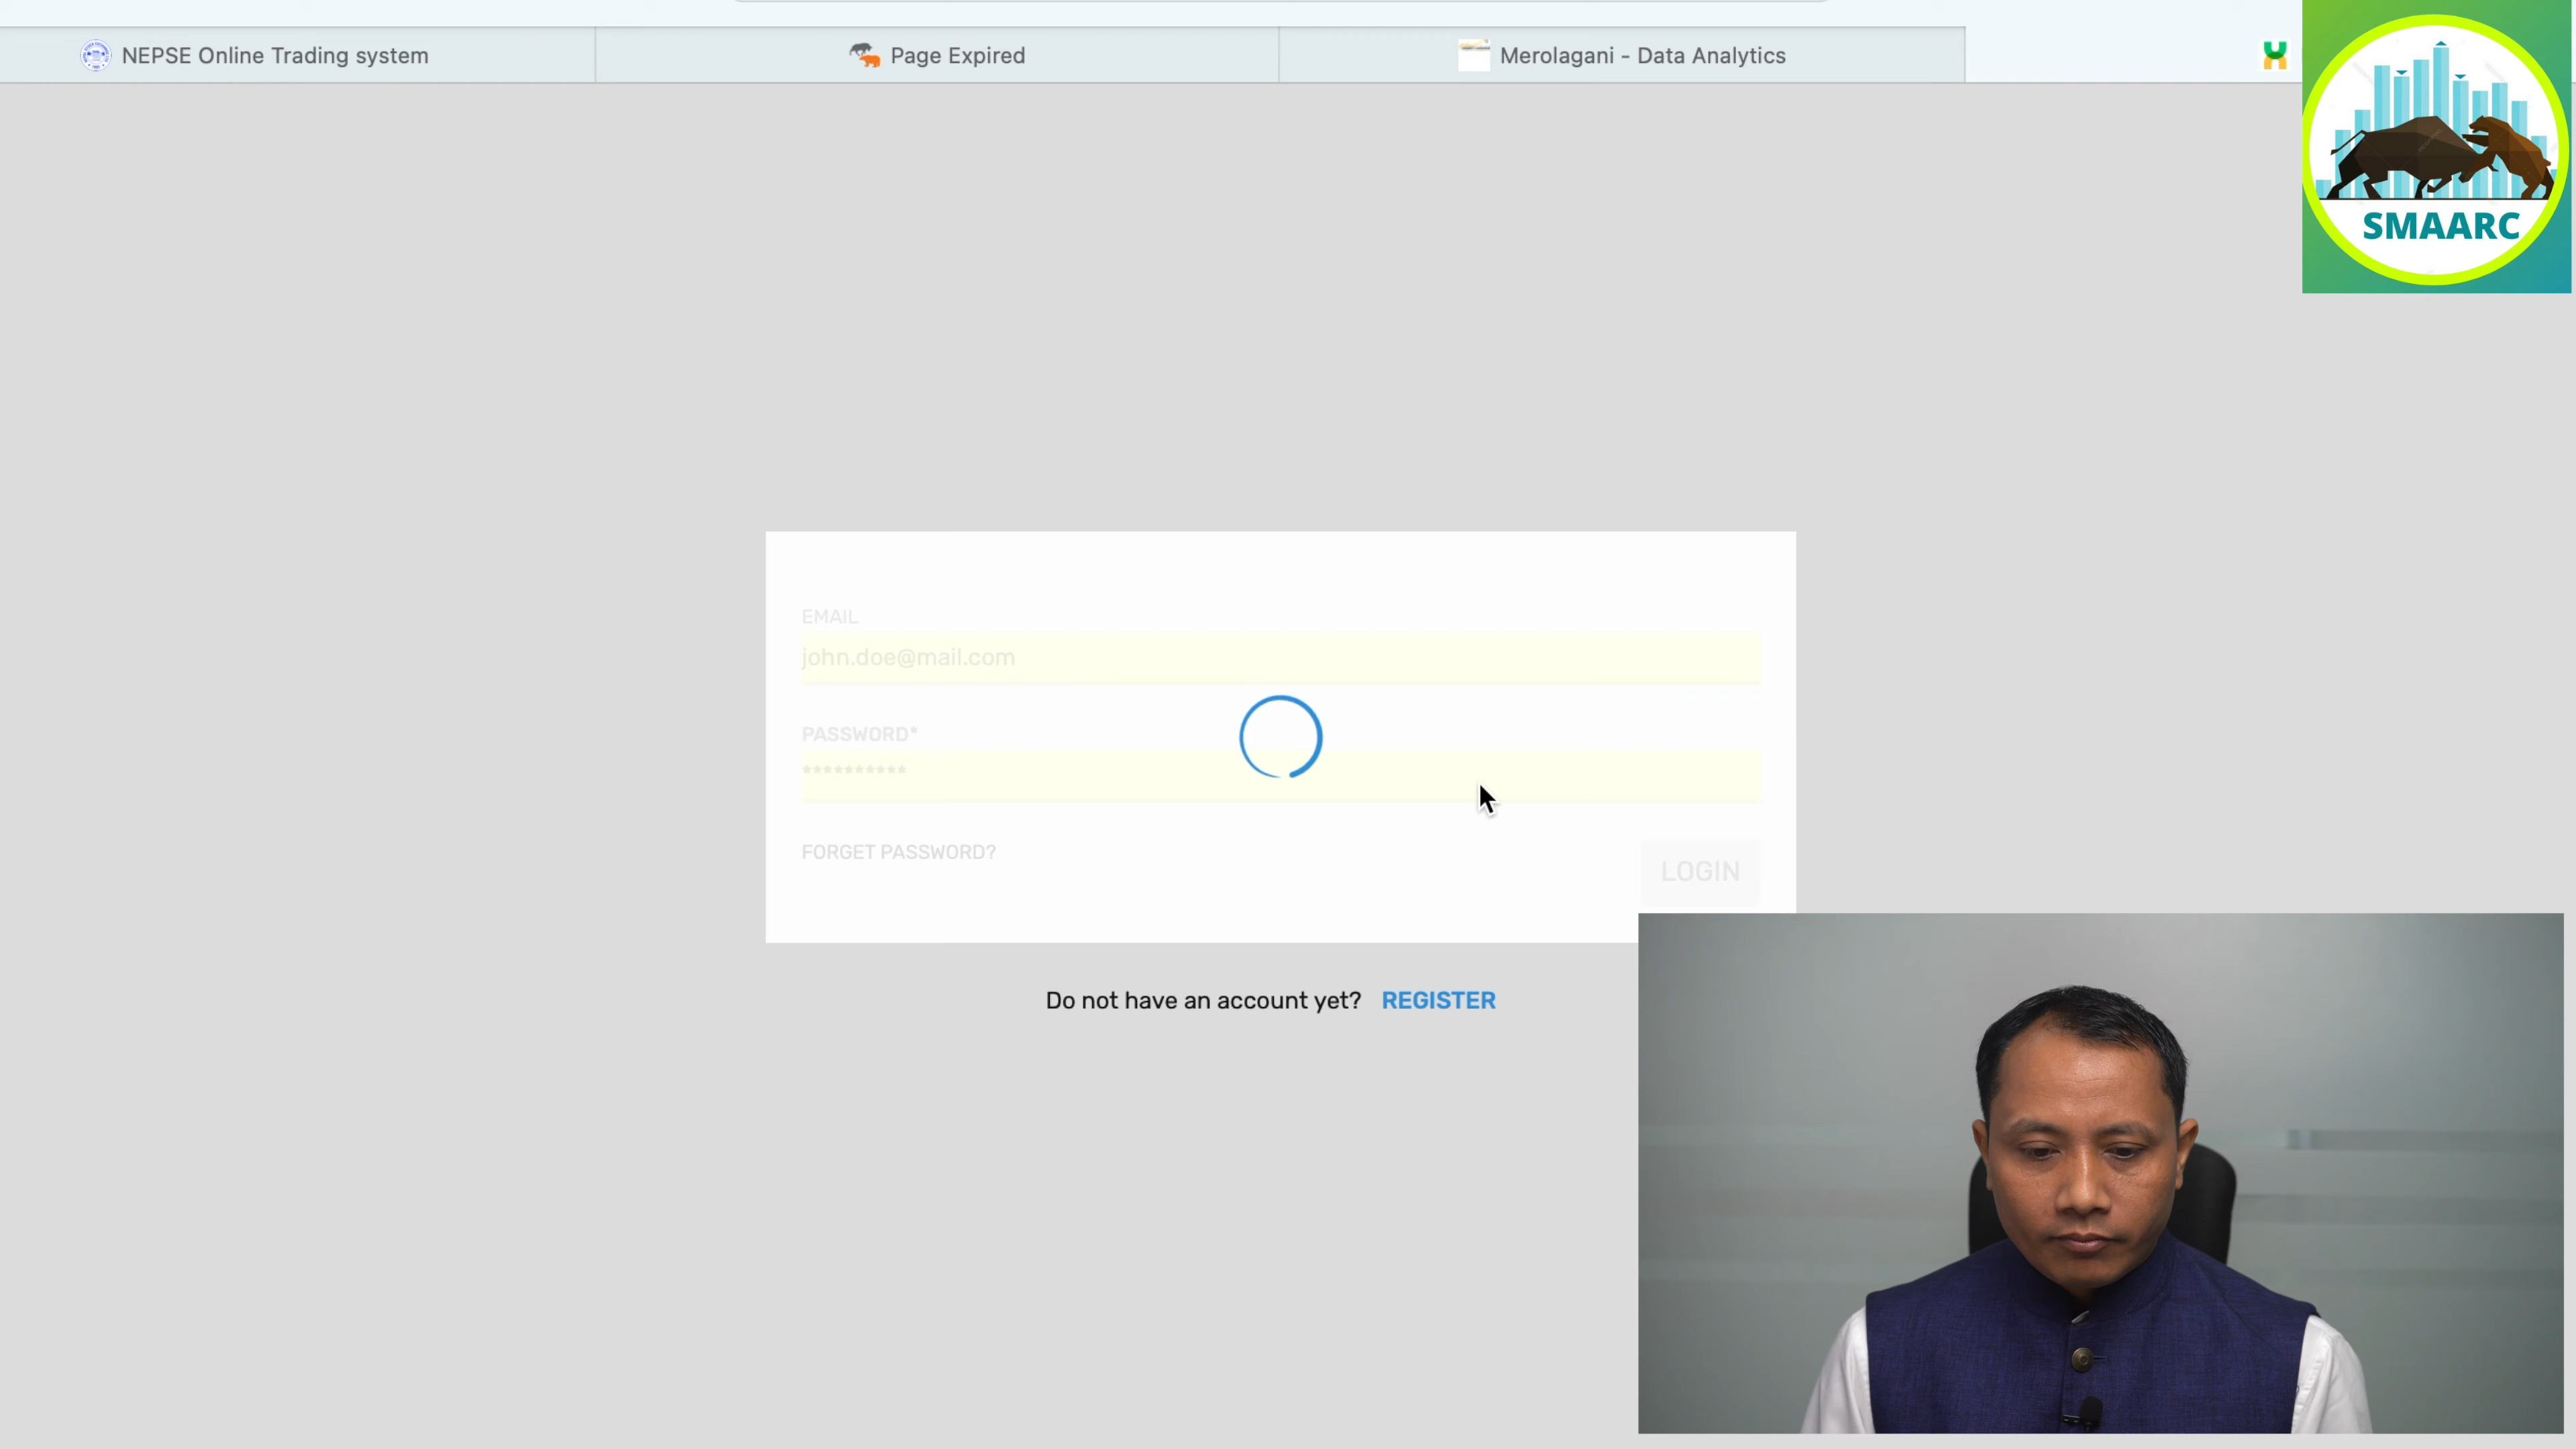 NEPSE Online Trading system
Page Expired
Merolagani - Data Analytics
SMAARC
EMAIL
john.doe@mail.com
PASSWORD*
**********
FORGET PASSWORD?
LOGIN
Do not have an account yet? REGISTER